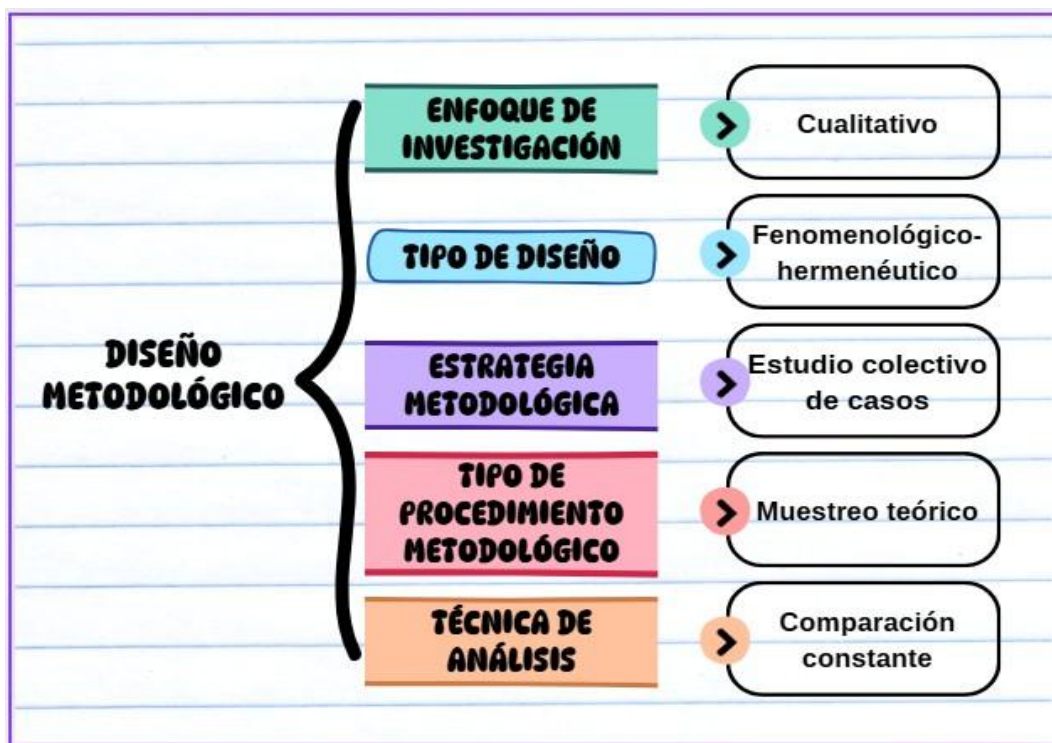 ENFOQUE DE
INVESTIGACIÓN
Cualitativo
TIPO DE DISEÑO
Fenomenológico-
hermenéutico
DISEÑO
METODOLÓGICO
ESTRATEGIA
METODOLÓGICA
Estudio colectivo
de casos
TIPO DE
PROCEDIMIENTO
METODOLÓGICO
Muestreo teórico
TÉCNICA DE
ANÁLISIS
Comparación
constante